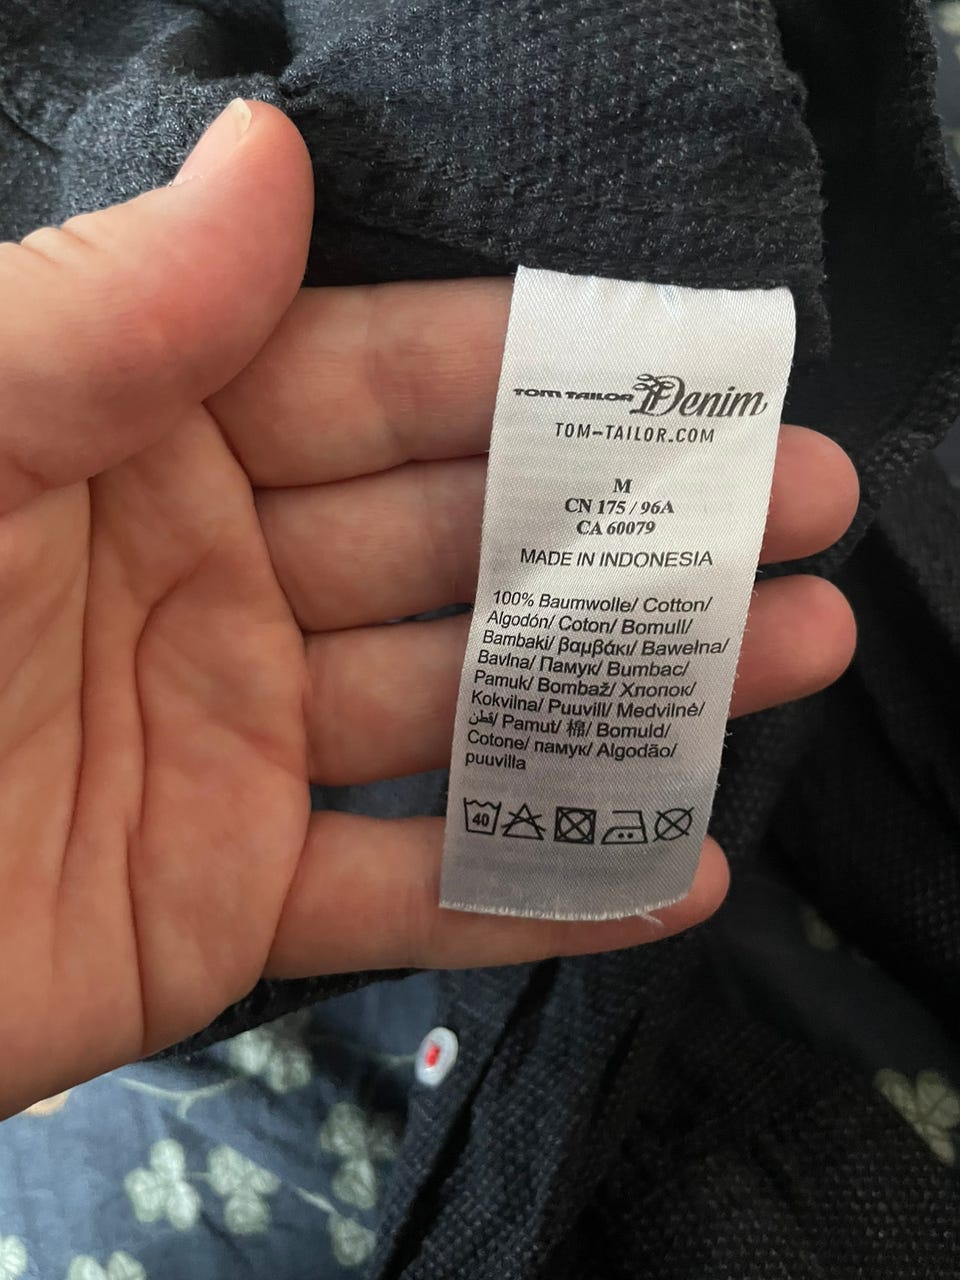 TOM TAILOR Denim
TOM-TAILOR.COM
M
CN 175 / 96A
CA 60079
MADE IN INDONESIA
100% Baumwolle/ Cotton/
Algodón/ Coton/ Bomull/
Bambaki/ βαμβάκι/ Bawełna/
Bavlna/ Памук/ Bumbac/
Pamuk/ Bombaž/ Хлопок/
Kokvilna/ Puuvill/ Medvilnė/
قطن/ Pamut/ 棉/ Bomuld/
Cotone/ памук/ Algodão/
puuvilla
40